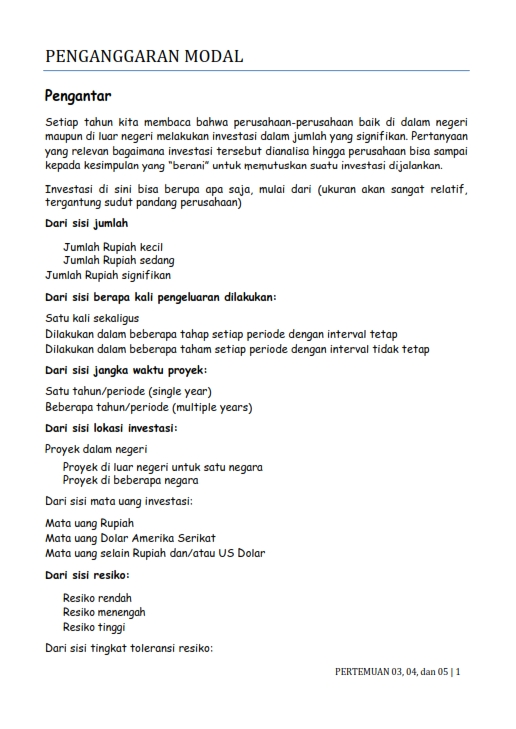 PENGANGGARAN MODAL
Pengantar
Setiap tahun kita membaca bahwa perusahaan-perusahaan baik di dalam negeri
maupun di luar negeri melakukan investasi dalam jumlah yang signifikan. Pertanyaan
yang relevan bagaimana investasi tersebut dianalisa hingga perusahaan bisa sampai
kepada kesimpulan yang “berani” untuk memutuskan suatu investasi dijalankan.
Investasi di sini bisa berupa apa saja, mulai dari (ukuran akan sangat relatif,
tergantung sudut pandang perusahaan)
Dari sisi jumlah
Jumlah Rupiah kecil
Jumlah Rupiah sedang
Jumlah Rupiah signifikan
Dari sisi berapa kali pengeluaran dilakukan:
Satu kali sekaligus
Dilakukan dalam beberapa tahap setiap periode dengan interval tetap
Dilakukan dalam beberapa taham setiap periode dengan interval tidak tetap
Dari sisi jangka waktu proyek:
Satu tahun/periode (single year)
Beberapa tahun/periode (multiple years)
Dari sisi lokasi investasi:
Proyek dalam negeri
Proyek di luar negeri untuk satu negara
Proyek di beberapa negara
Dari sisi mata uang investasi:
Mata uang Rupiah
Mata uang Dolar Amerika Serikat
Mata uang selain Rupiah dan/atau US Dolar
Dari sisi resiko:
Resiko rendah
Resiko menengah
Resiko tinggi
Dari sisi tingkat toleransi resiko:
PERTEMUAN 03, 04, dan 05 | 1